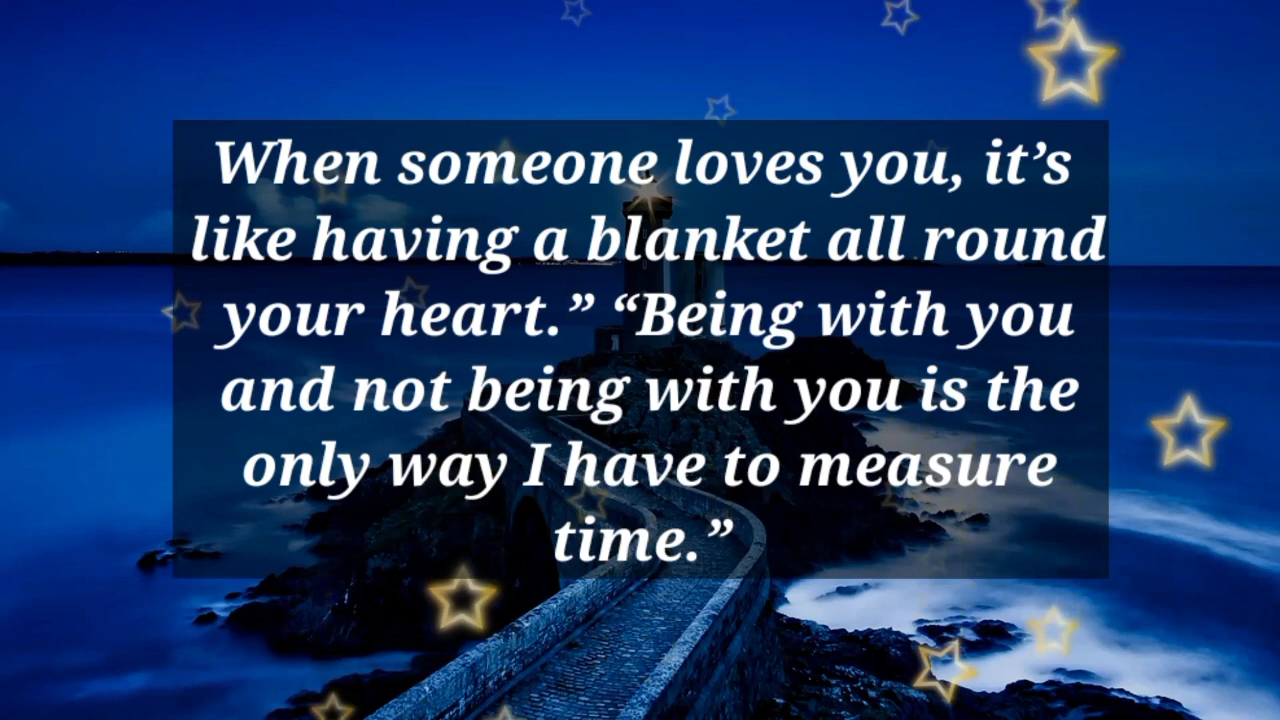 When someone loves you, it’s
like having a blanket all round
your heart.” “Being with you
and not being with you is the
only way I have to measure
time.”